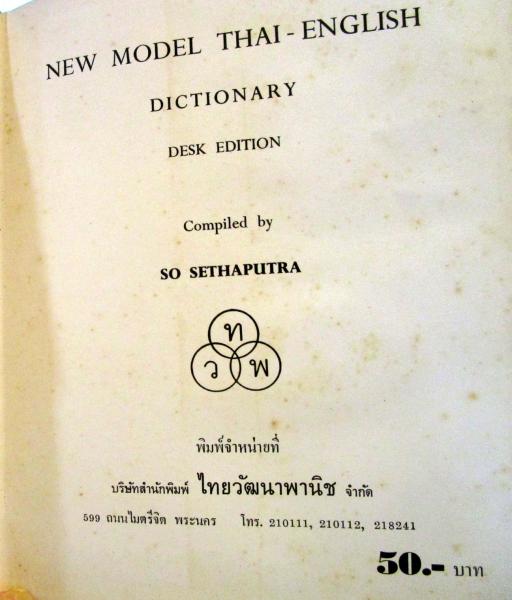 NEW MODEL THAI-ENGLISH
DICTIONARY
DESK EDITION
Compiled by
SO SETHAPUTRA
ท
ว พ
พิมพ์จำหน่ายที่
บริษัทสำนักพิมพ์ ไทยวัฒนาพานิช จำกัด
599 ถนนไมตรีจิต พระนคร โทร. 210111, 210112, 218241
50.- บาท